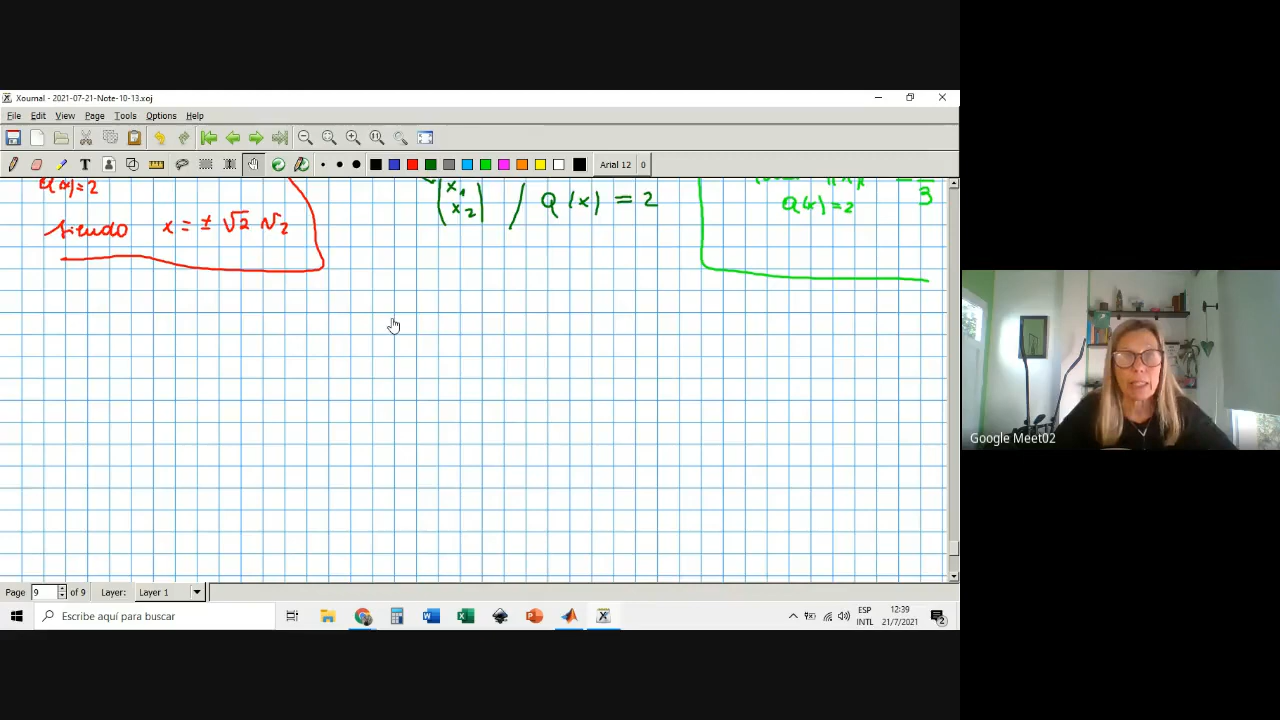 Xournal - 2021-07-21-Note-10-13.xoj
File Edit View Page Tools Options Help
Arial 12 0
Q(x)=2
siendo x = ± √2 v2
x1
x2
/ Q(x) = 2
Q(x)=2
3
Google Meet02
Page 9 of 9 Layer: Layer 1
Escribe aquí para buscar
ESP
INTL
12:39
21/7/2021
2